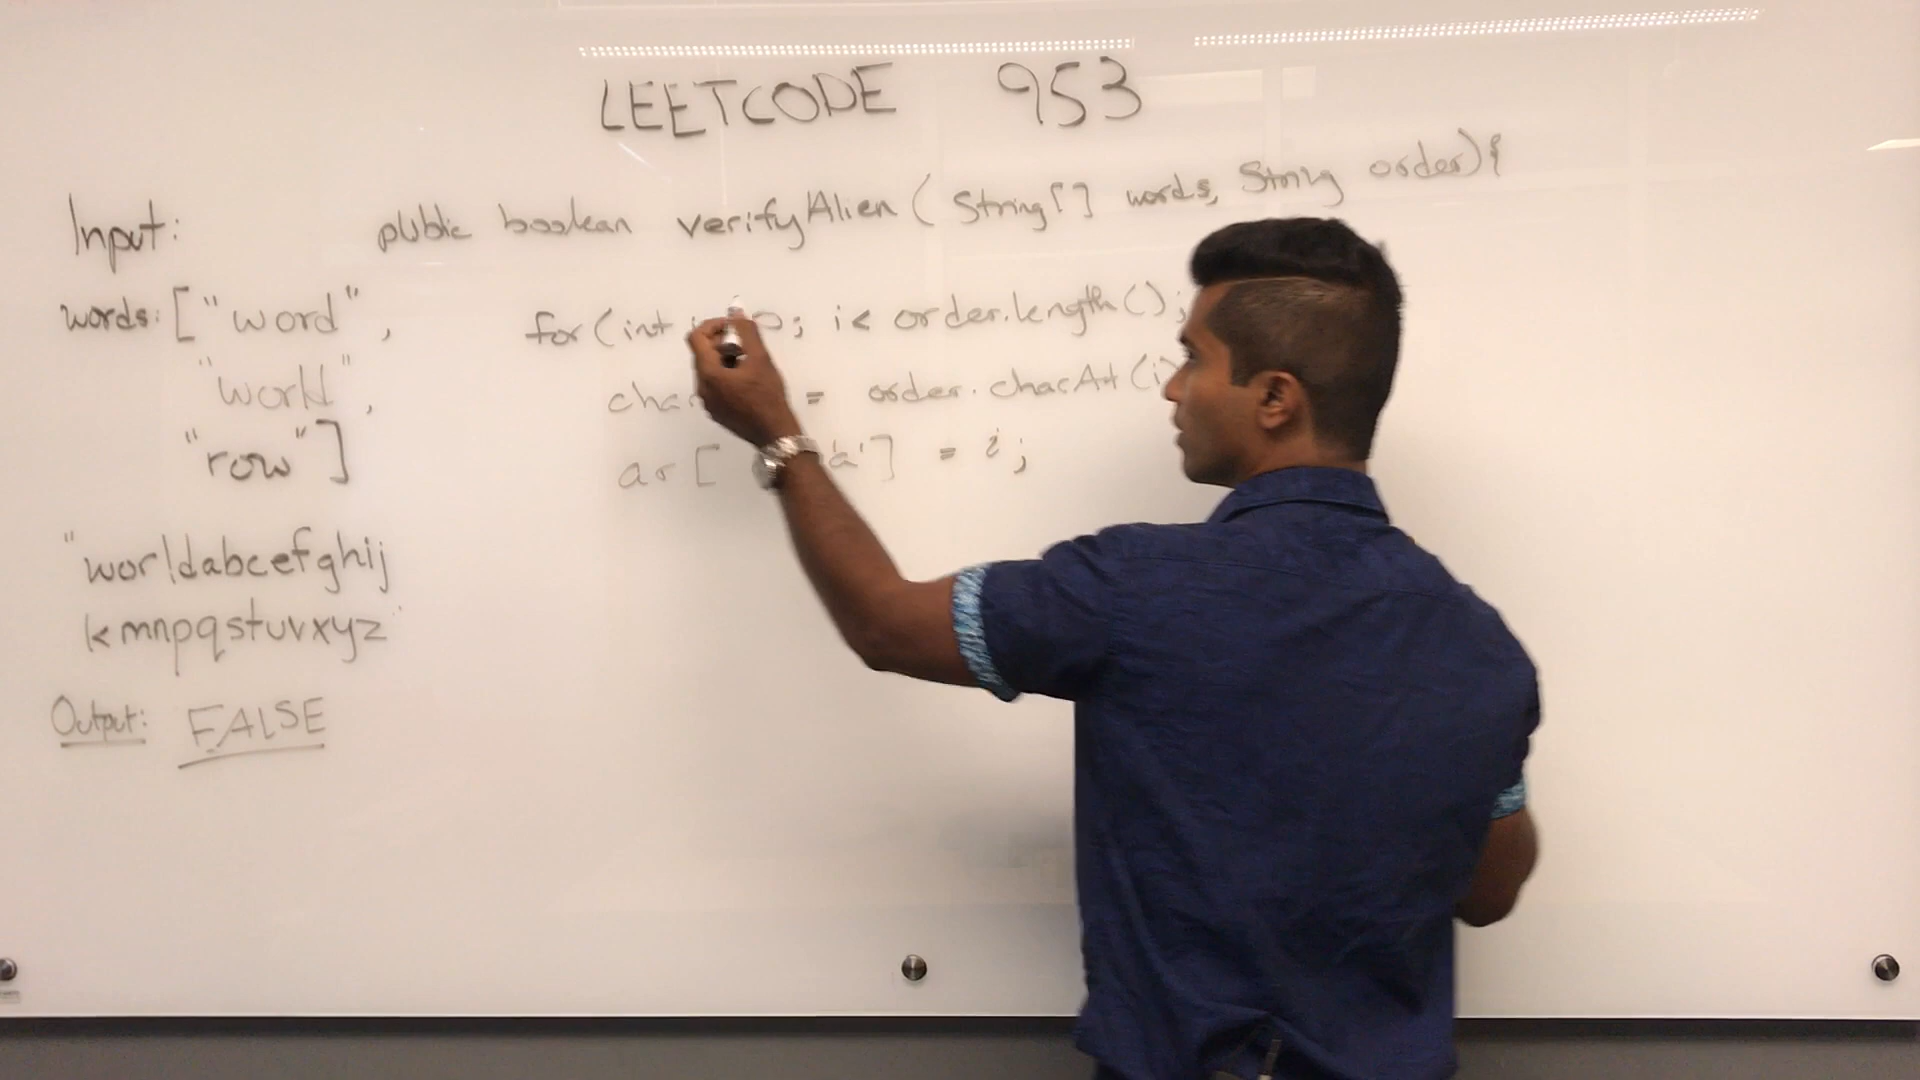 LEETCODE 953
public boolean verifyAlien ( String[] words, String order) {
Input:
words: ["word",
"world",
"row"]
"worldabcefghij
kmnpqstuvxyz"
Output: FALSE
for (int i = 0; i < order.length();
= order.charAt (i)
ar [ 'a'] = i;